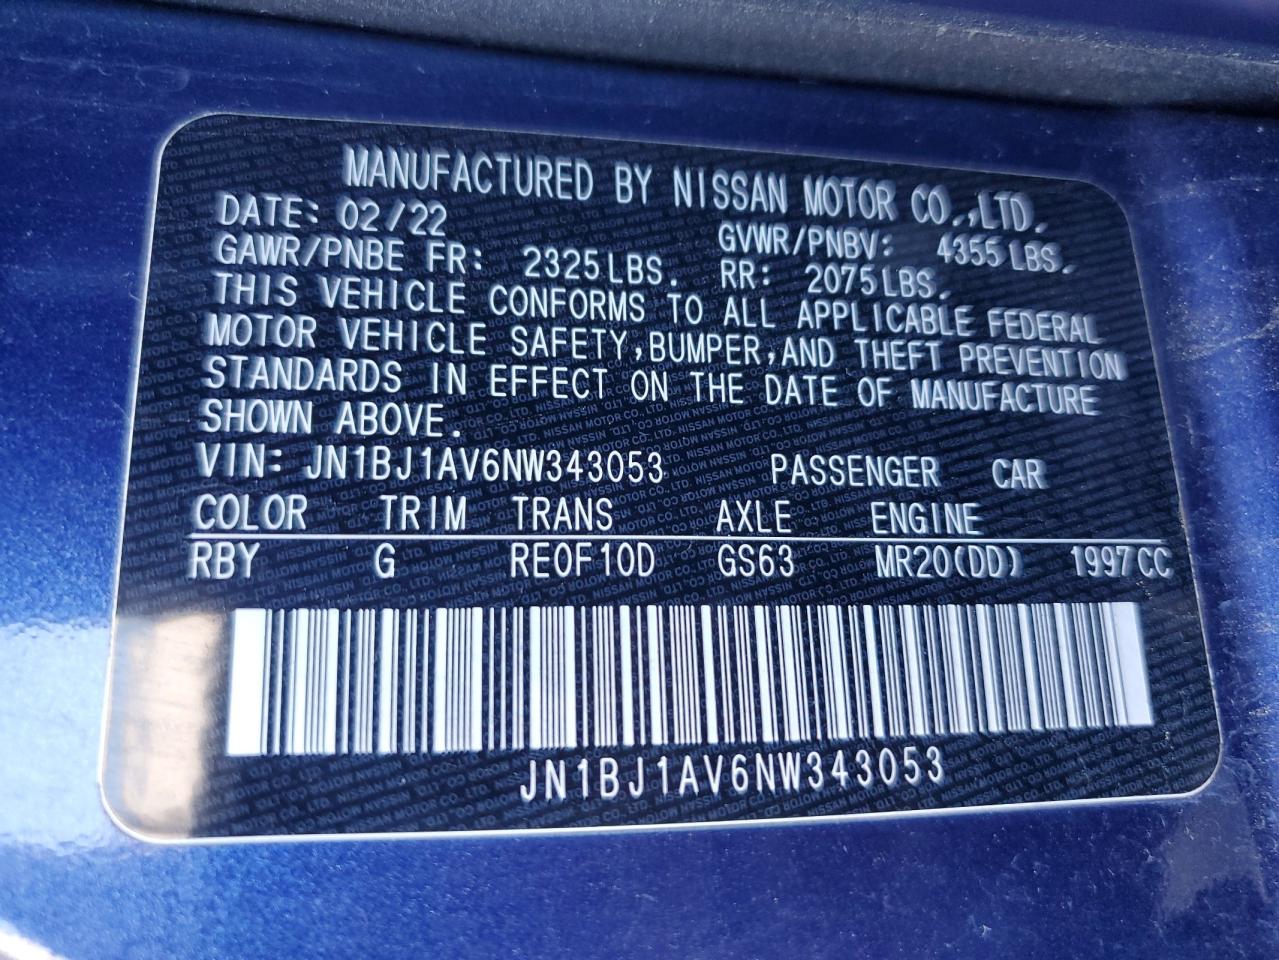 MANUFACTURED BY NISSAN MOTOR CO.,LTD.
DATE: 02/22 GVWR/PNBV: 4355LBS.
GAWR/PNBE FR: 2325LBS. RR: 2075LBS.
THIS VEHICLE CONFORMS TO ALL APPLICABLE FEDERAL
MOTOR VEHICLE SAFETY,BUMPER,AND THEFT PREVENTION
STANDARDS IN EFFECT ON THE DATE OF MANUFACTURE
SHOWN ABOVE.
VIN: JN1BJ1AV6NW343053 PASSENGER CAR
COLOR TRIM TRANS AXLE ENGINE
RBY G RE0F10D GS63 MR20(DD) 1997CC
JN1BJ1AV6NW343053